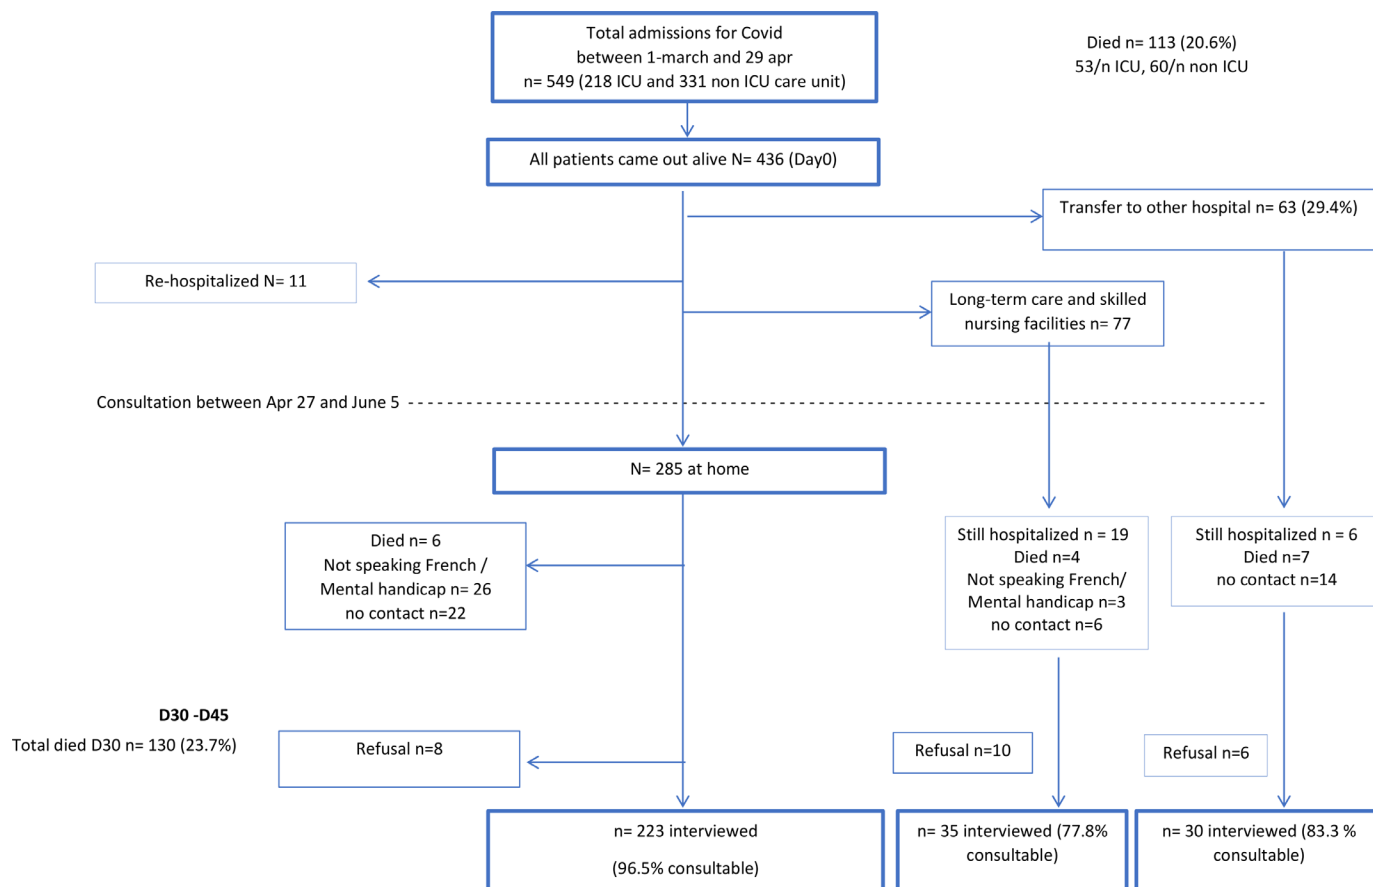 Total admissions for Covid
between 1-march and 29 apr
n= 549 (218 ICU and 331 non ICU care unit)
Died n= 113 (20.6%)
53/n ICU, 60/n non ICU
All patients came out alive N= 436 (Day0)
Transfer to other hospital n= 63 (29.4%)
Re-hospitalized N= 11
Long-term care and skilled
nursing facilities n= 77
Consultation between Apr 27 and June 5
N= 285 at home
Died n= 6
Not speaking French /
Mental handicap n= 26
no contact n=22
Still hospitalized n = 19
Died n=4
Not speaking French/
Mental handicap n=3
no contact n=6
Still hospitalized n = 6
Died n=7
no contact n=14
D30 -D45
Total died D30 n= 130 (23.7%)
Refusal n=8
Refusal n=10
Refusal n=6
n= 223 interviewed
(96.5% consultable)
n= 35 interviewed (77.8%
consultable)
n= 30 interviewed (83.3 %
consultable)